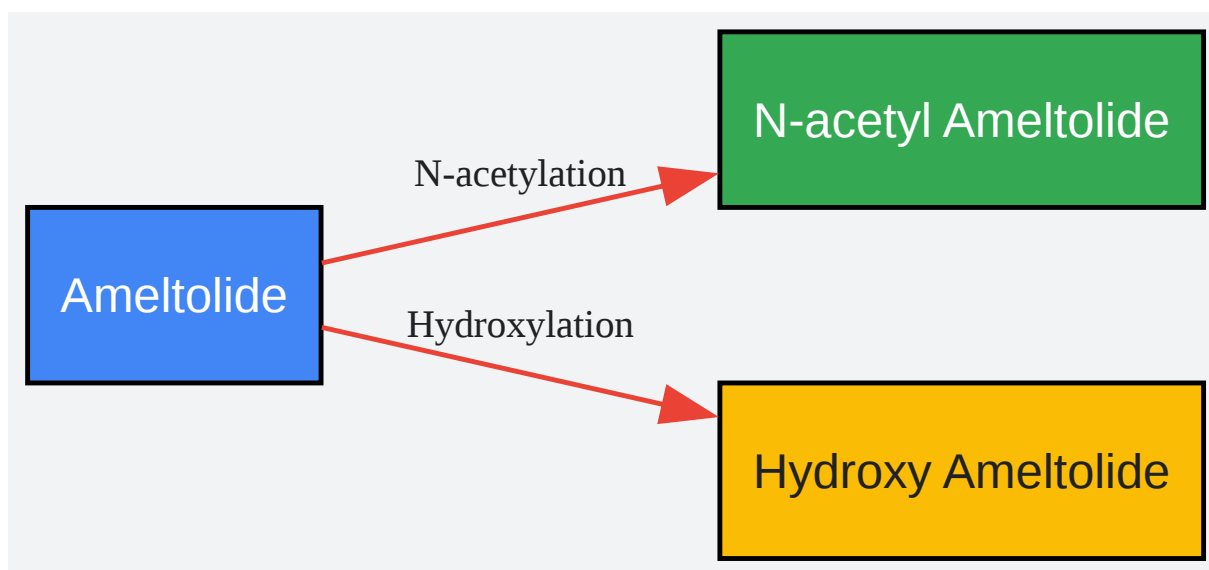 N-acetyl Ameltolide
N-acetylation
Ameltolide
Hydroxylation
Hydroxy Ameltolide